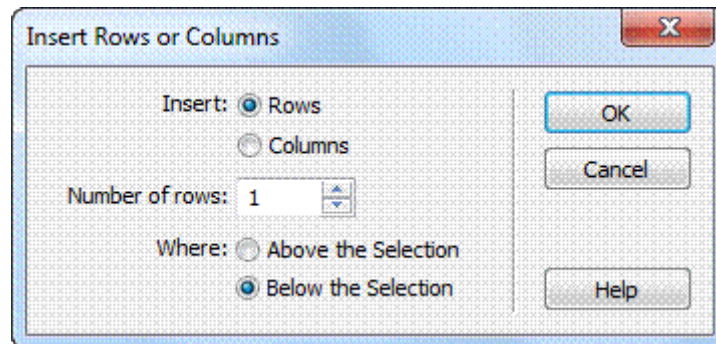 Insert Rows or Columns
Insert: Rows
Columns
Number of rows: 1
Where: Above the Selection
Below the Selection
OK
Cancel
Help